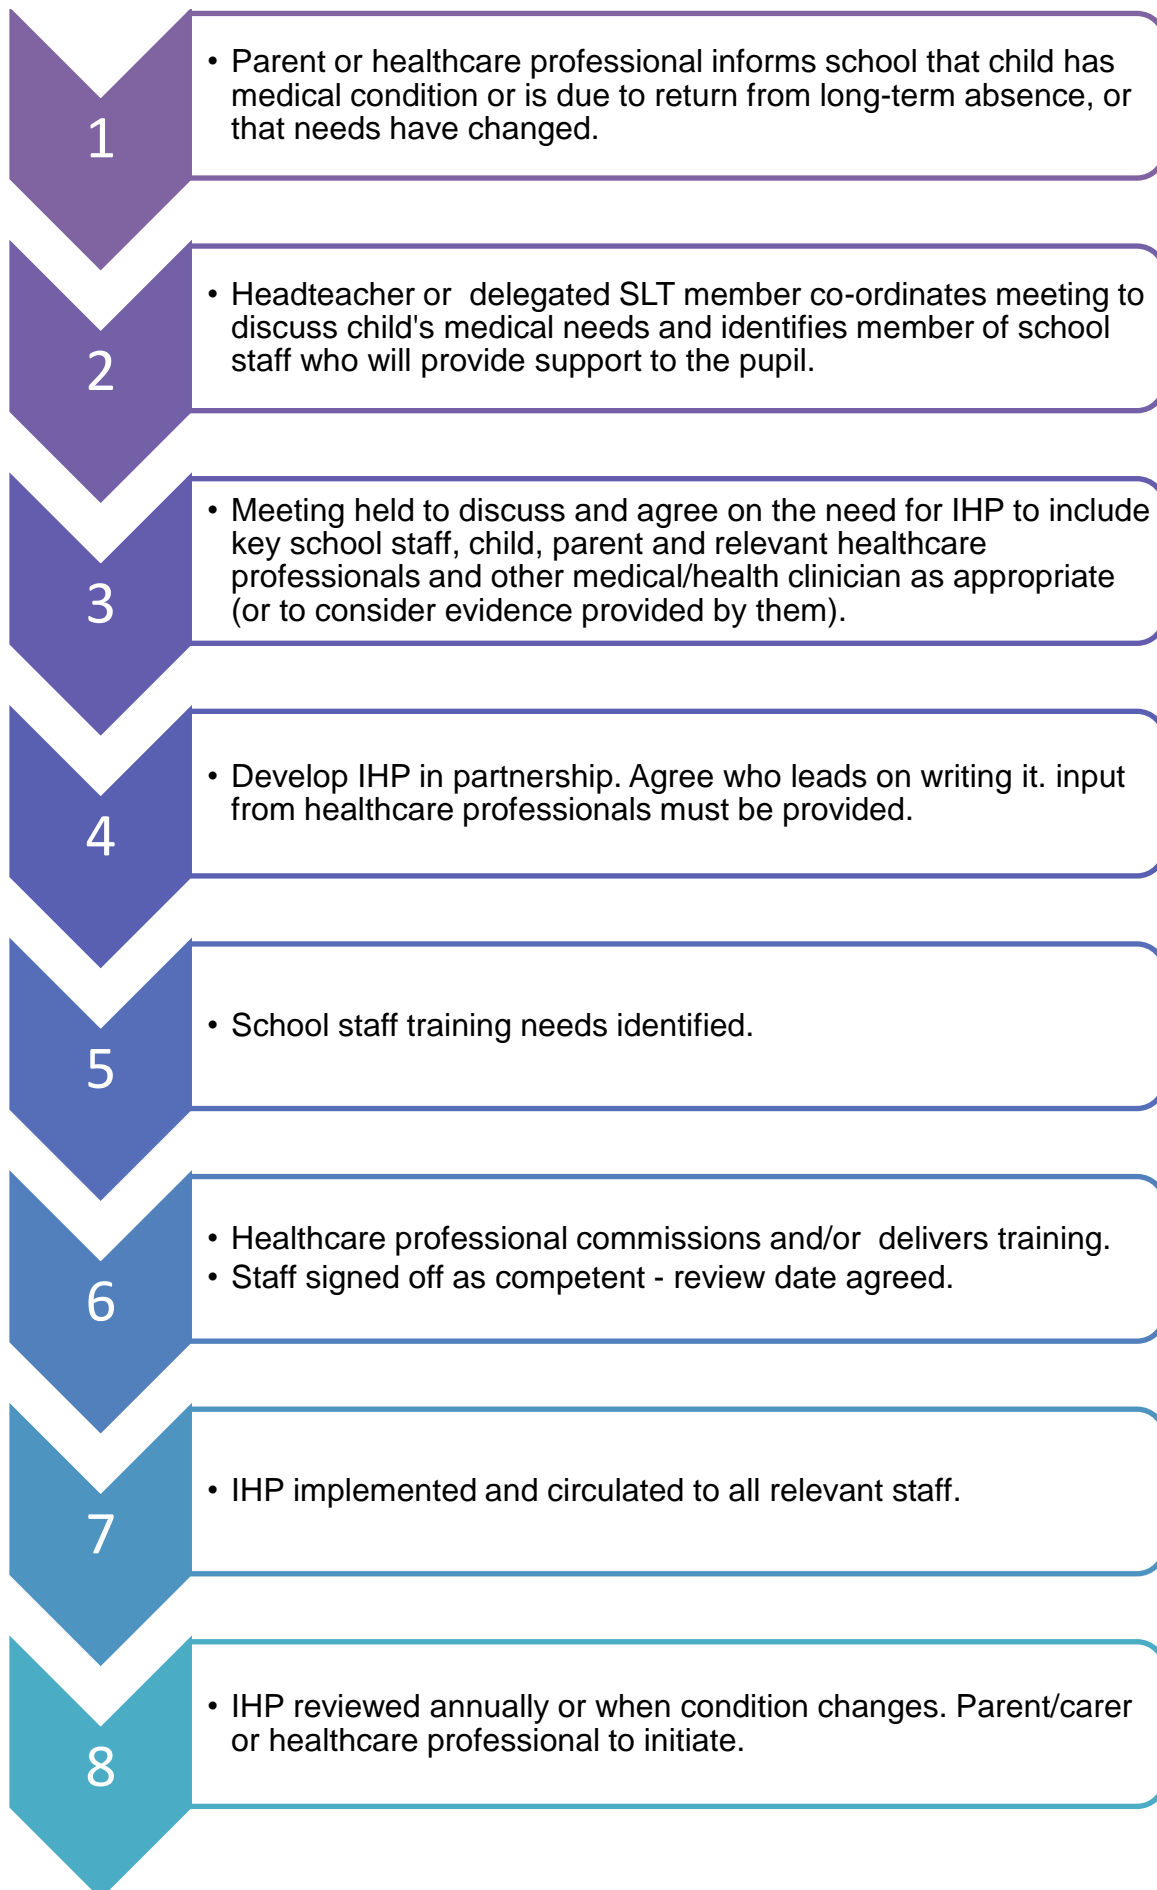 1
• Parent or healthcare professional informs school that child has
medical condition or is due to return from long-term absence, or
that needs have changed.
2
• Headteacher or  delegated SLT member co-ordinates meeting to
discuss child's medical needs and identifies member of school
staff who will provide support to the pupil.
3
• Meeting held to discuss and agree on the need for IHP to include
key school staff, child, parent and relevant healthcare
professionals and other medical/health clinician as appropriate
(or to consider evidence provided by them).
4
• Develop IHP in partnership. Agree who leads on writing it. input
from healthcare professionals must be provided.
5
• School staff training needs identified.
6
• Healthcare professional commissions and/or  delivers training.
• Staff signed off as competent - review date agreed.
7
• IHP implemented and circulated to all relevant staff.
8
• IHP reviewed annually or when condition changes. Parent/carer
or healthcare professional to initiate.